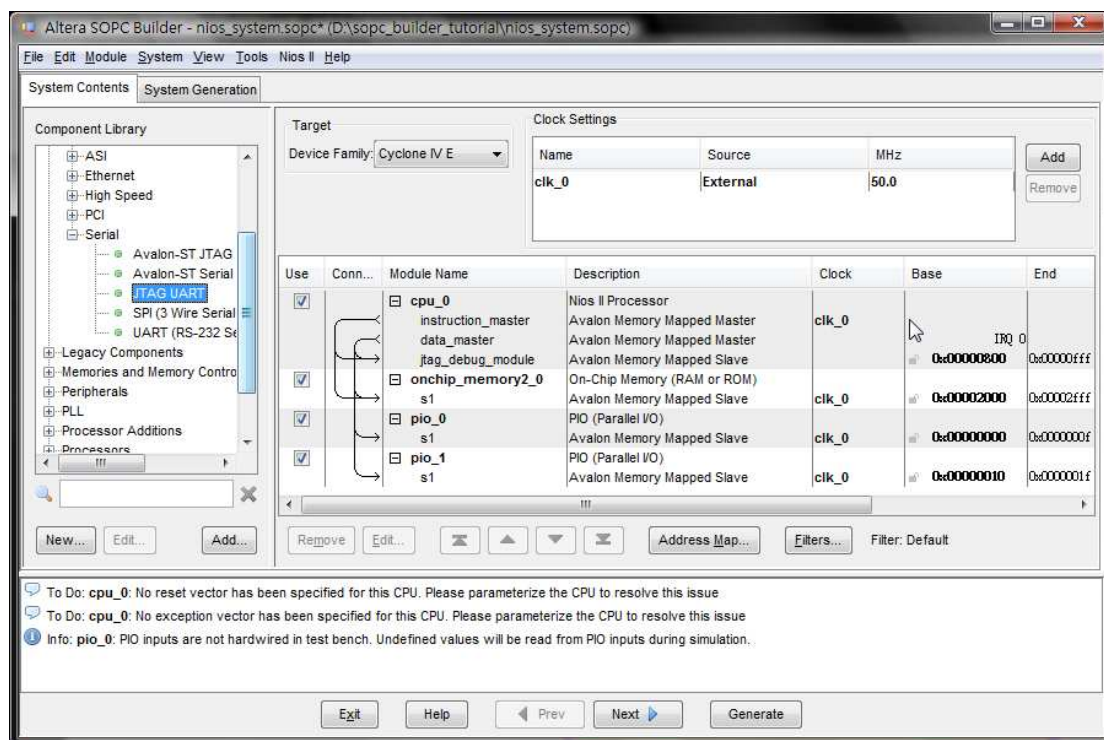 Altera SOPC Builder - nios_system.sopc* (D:\sopc_builder_tutorial\nios_system.sopc)
File Edit Module System View Tools Nios II Help
System Contents System Generation
Component Library
ASI
Ethernet
High Speed
PCI
Serial
Avalon-ST JTAG
Avalon-ST Serial
JTAG UART
SPI (3 Wire Serial
UART (RS-232 Se
Legacy Components
Memories and Memory Contro
Peripherals
PLL
Processor Additions
Processors
New... Edit... Add...
Target
Device Family: Cyclone IV E
Clock Settings
Name Source MHz
clk_0 External 50.0
Add
Remove
Use Conn... Module Name Description Clock Base End
cpu_0 Nios II Processor
instruction_master Avalon Memory Mapped Master clk_0
data_master Avalon Memory Mapped Master IRQ 0
jtag_debug_module Avalon Memory Mapped Slave 0x00000800 0x00000fff
onchip_memory2_0 On-Chip Memory (RAM or ROM)
s1 Avalon Memory Mapped Slave clk_0 0x00002000 0x00002fff
pio_0 PIO (Parallel I/O)
s1 Avalon Memory Mapped Slave clk_0 0x00000000 0x0000000f
pio_1 PIO (Parallel I/O)
s1 Avalon Memory Mapped Slave clk_0 0x00000010 0x0000001f
Remove Edit... Address Map... Filters... Filter: Default
To Do: cpu_0: No reset vector has been specified for this CPU. Please parameterize the CPU to resolve this issue
To Do: cpu_0: No exception vector has been specified for this CPU. Please parameterize the CPU to resolve this issue
Info: pio_0: PIO inputs are not hardwired in test bench. Undefined values will be read from PIO inputs during simulation.
Exit Help Prev Next Generate